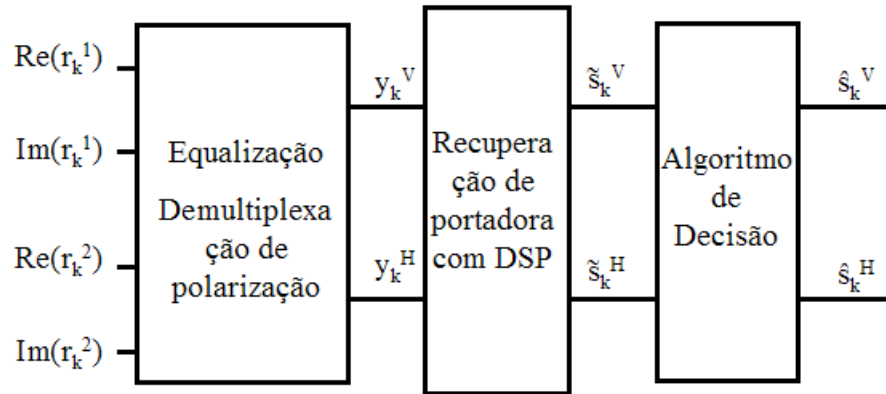 Re(r_k^1)
Im(r_k^1)
Re(r_k^2)
Im(r_k^2)
Equalização
Demultiplexa
ção de
polarização
y_k^V
y_k^H
Recupera
ção de
portadora
com DSP
s̃_k^V
s̃_k^H
Algoritmo
de
Decisão
ŝ_k^V
ŝ_k^H